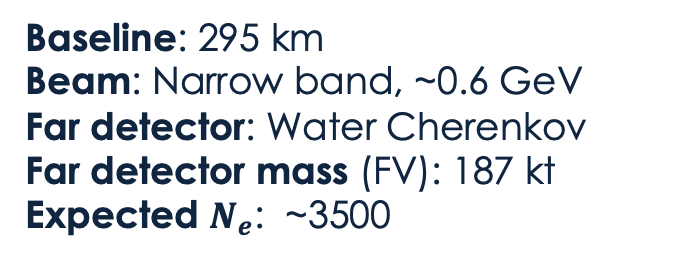 Baseline: 295 km
Beam: Narrow band, ~0.6 GeV
Far detector: Water Cherenkov
Far detector mass (FV): 187 kt
Expected Nₑ: ~3500